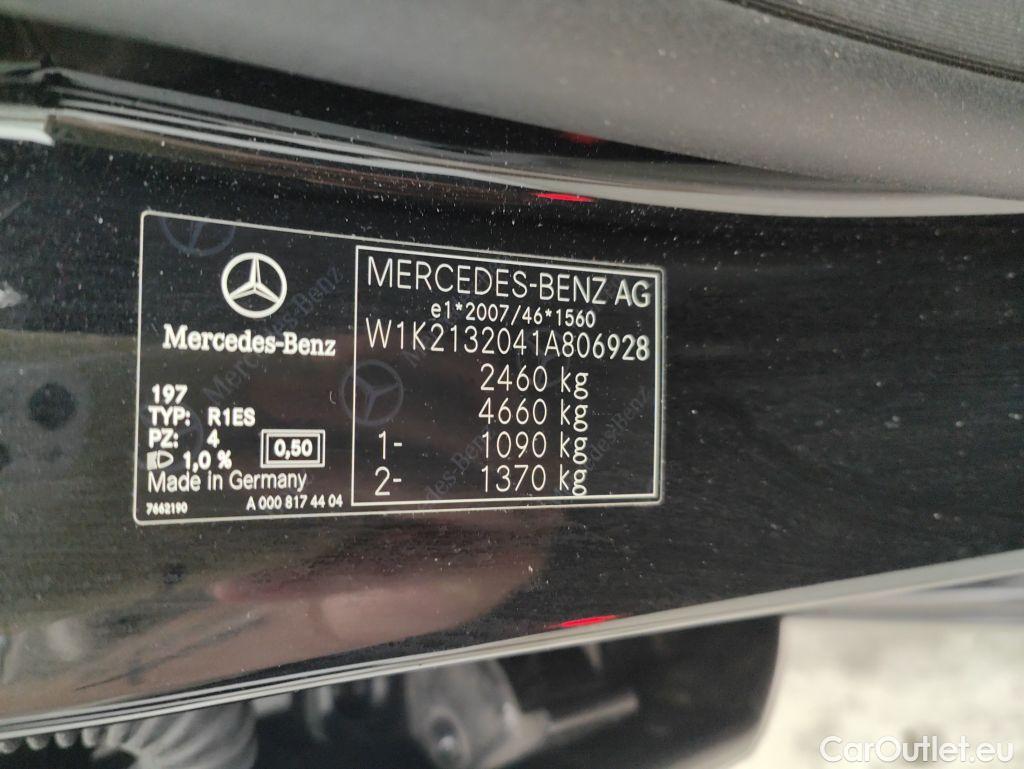 Mercedes-Benz
197
TYP: R1ES
PZ: 4
1,0 %
0,50
Made in Germany
7662190
A 000 817 44 04
MERCEDES-BENZ AG
e1*2007/46*1560
W1K2132041A806928
2460 kg
4660 kg
1- 1090 kg
2- 1370 kg
CarOutlet.eu